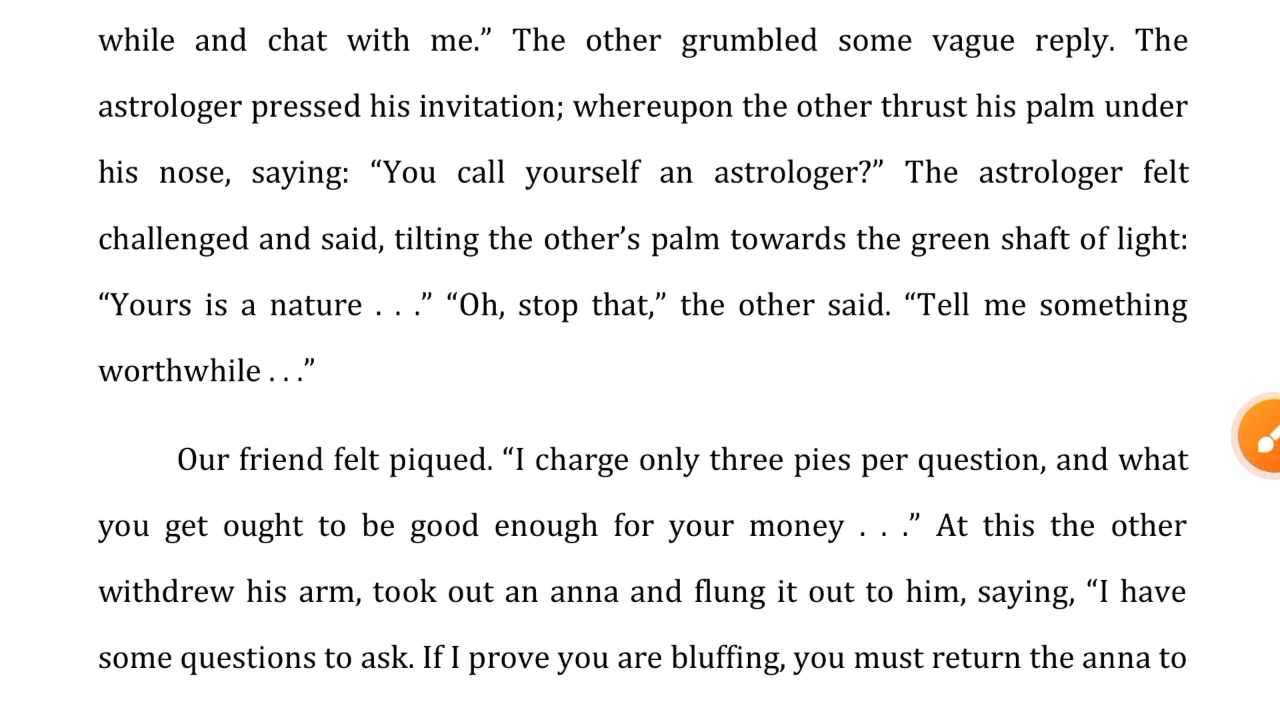 while and chat with me.” The other grumbled some vague reply. The
astrologer pressed his invitation; whereupon the other thrust his palm under
his nose, saying: “You call yourself an astrologer?” The astrologer felt
challenged and said, tilting the other’s palm towards the green shaft of light:
“Yours is a nature . . .” “Oh, stop that,” the other said. “Tell me something
worthwhile . . .”
Our friend felt piqued. “I charge only three pies per question, and what
you get ought to be good enough for your money . . .” At this the other
withdrew his arm, took out an anna and flung it out to him, saying, “I have
some questions to ask. If I prove you are bluffing, you must return the anna to